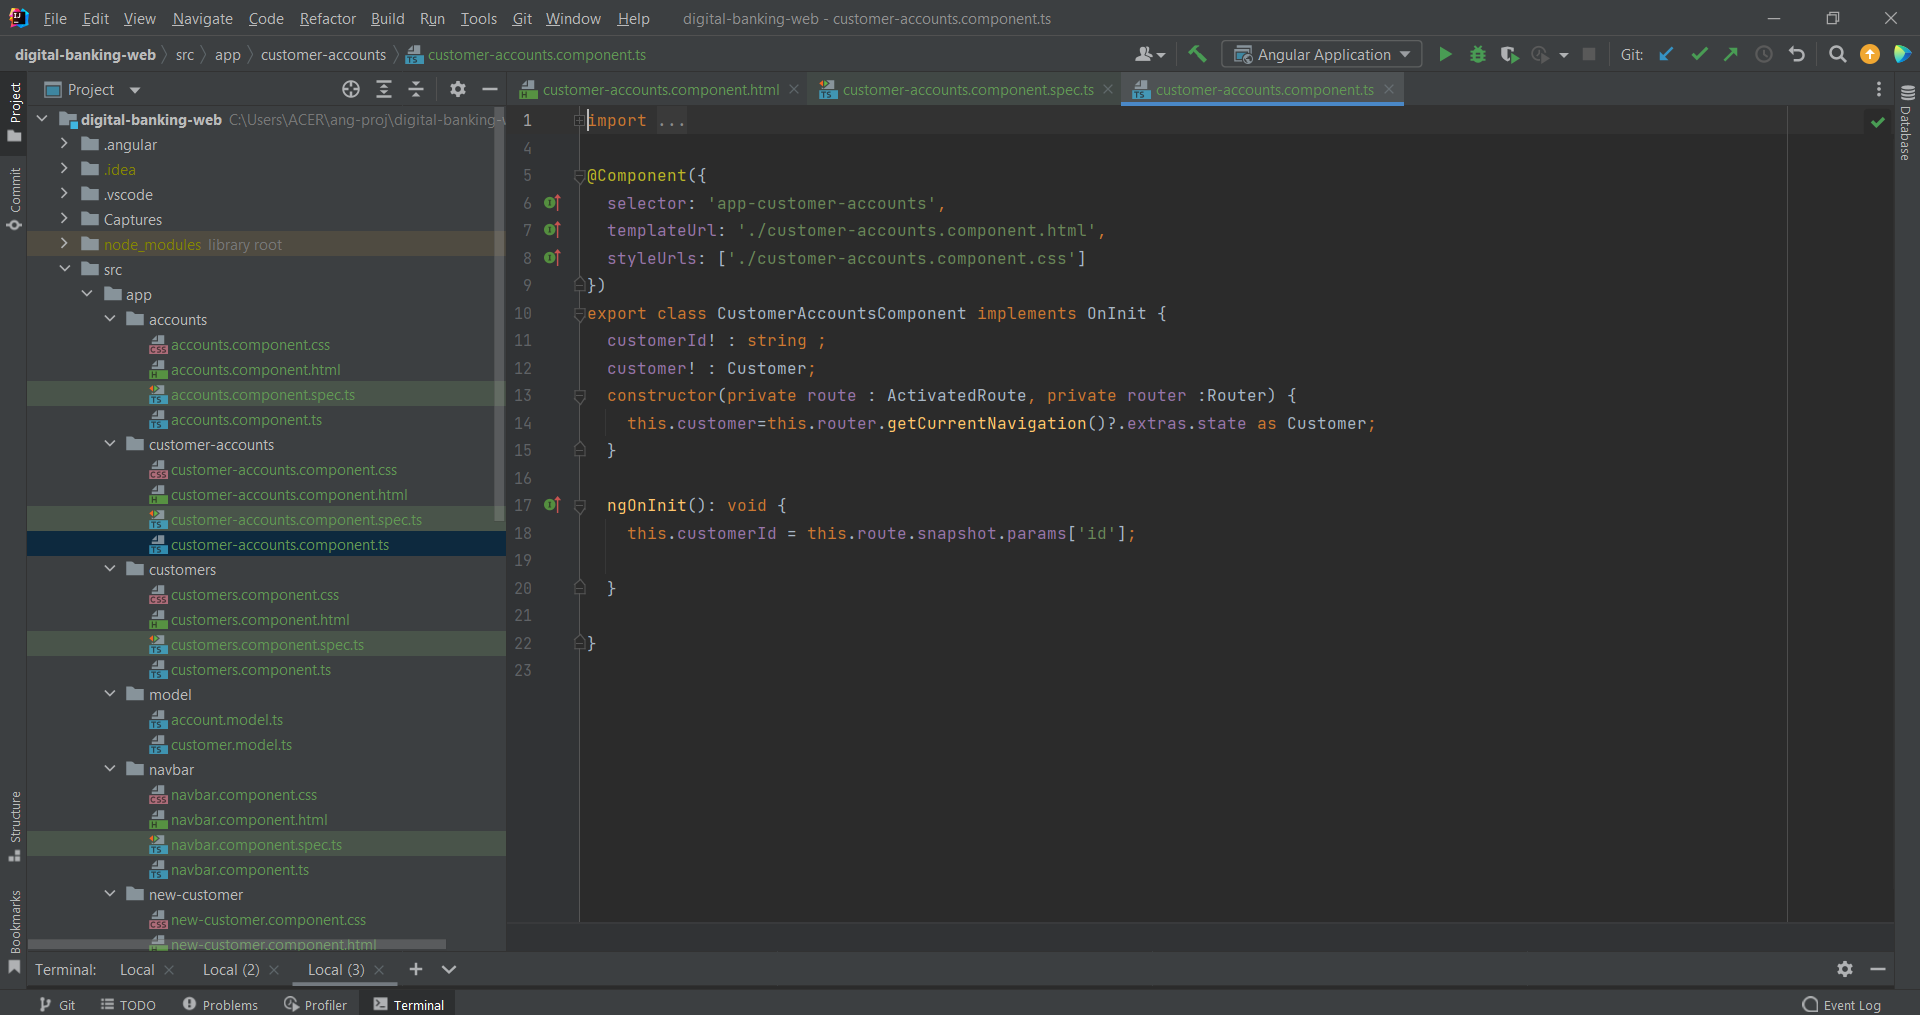 File Edit View Navigate Code Refactor Build Run Tools Git Window Help digital-banking-web - customer-accounts.component.ts
digital-banking-web src app customer-accounts customer-accounts.component.ts Angular Application Git:
Project
customer-accounts.component.html customer-accounts.component.spec.ts customer-accounts.component.ts
Project
Commit
Structure
Bookmarks
digital-banking-web C:\Users\ACER\ang-proj\digital-banking-w
.angular
.idea
.vscode
Captures
node_modules library root
src
app
accounts
accounts.component.css
accounts.component.html
accounts.component.spec.ts
accounts.component.ts
customer-accounts
customer-accounts.component.css
customer-accounts.component.html
customer-accounts.component.spec.ts
customer-accounts.component.ts
customers
customers.component.css
customers.component.html
customers.component.spec.ts
customers.component.ts
model
account.model.ts
customer.model.ts
navbar
navbar.component.css
navbar.component.html
navbar.component.spec.ts
navbar.component.ts
new-customer
new-customer.component.css
new-customer.component.html
1 import ...
4
5 @Component({
6 selector: 'app-customer-accounts',
7 templateUrl: './customer-accounts.component.html',
8 styleUrls: ['./customer-accounts.component.css']
9 })
10 export class CustomerAccountsComponent implements OnInit {
11 customerId! : string ;
12 customer! : Customer;
13 constructor(private route : ActivatedRoute, private router :Router) {
14 this.customer=this.router.getCurrentNavigation()?.extras.state as Customer;
15 }
16
17 ngOnInit(): void {
18 this.customerId = this.route.snapshot.params['id'];
19
20 }
21
22 }
23
Database
Terminal: Local Local (2) Local (3)
Git TODO Problems Profiler Terminal Event Log